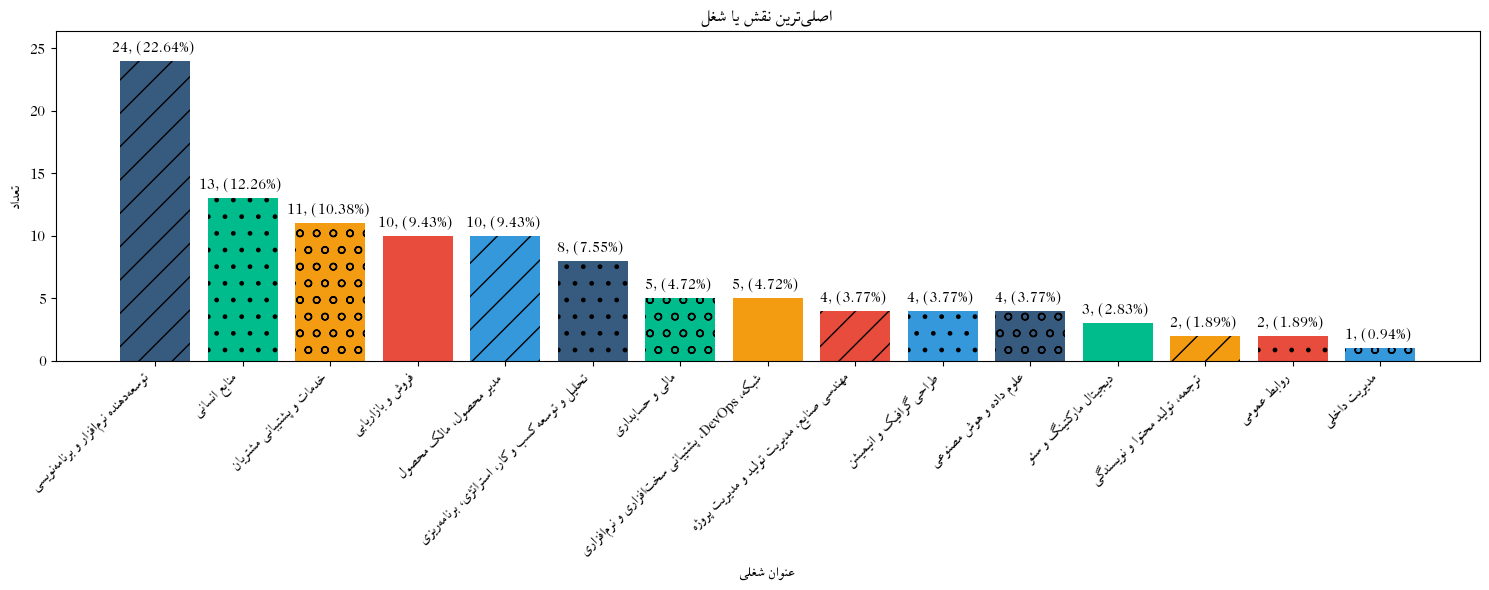 اصلی‌ترین نقش یا شغل
تعداد
25
20
15
10
5
0
24, (22.64%)
13, (12.26%)
11, (10.38%)
10, (9.43%)
10, (9.43%)
8, (7.55%)
5, (4.72%)
5, (4.72%)
4, (3.77%)
4, (3.77%)
4, (3.77%)
3, (2.83%)
2, (1.89%)
2, (1.89%)
1, (0.94%)
توسعه‌دهنده نرم‌افزار و برنامه‌نویسی
منابع انسانی
خدمات و پشتیبانی مشتریان
فروش و بازاریابی
مدیر محصول، مالک محصول
تحلیل و توسعه کسب و کار، استراتژی، برنامه‌ریزی
مالی و حسابداری
شبکه، DevOps، پشتیبانی سخت‌افزاری و نرم‌افزاری
مهندسی صنایع، مدیریت تولید و مدیریت پروژه
طراحی گرافیک و انیمیشن
علوم داده و هوش مصنوعی
دیجیتال مارکتینگ و سئو
ترجمه، تولید محتوا و نویسندگی
روابط عمومی
مدیریت داخلی
عنوان شغلی